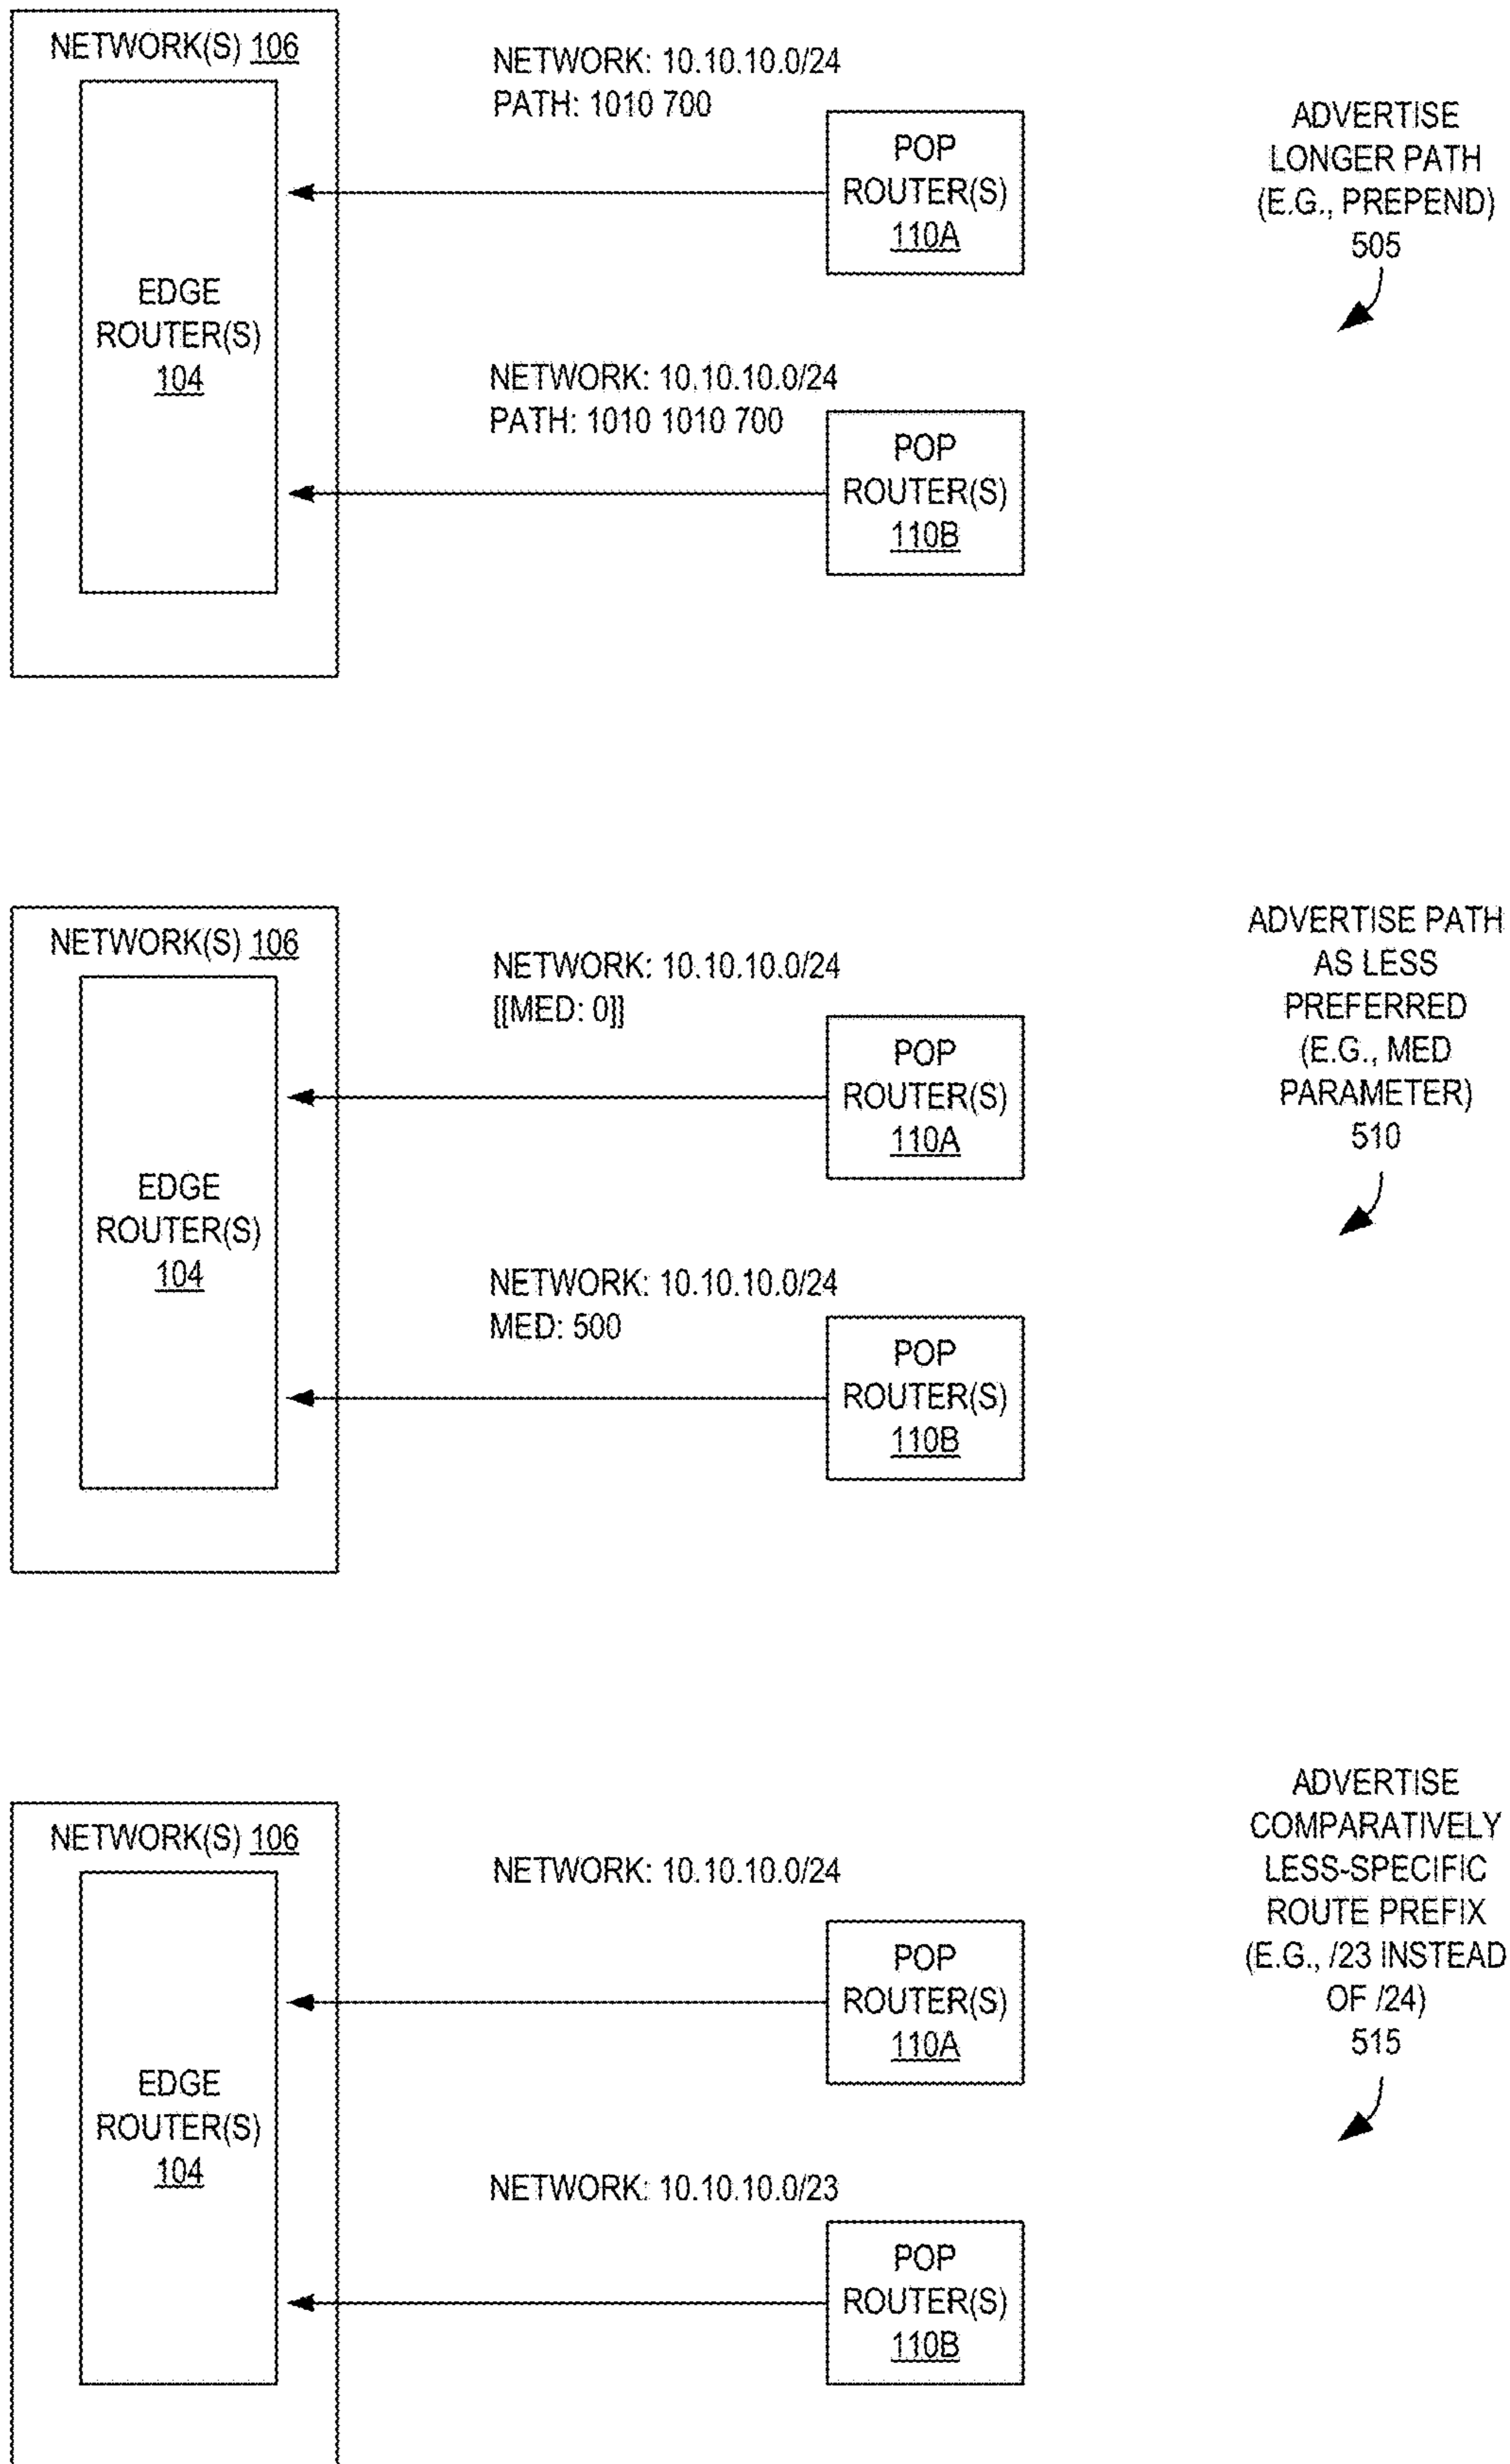 NETWORK(S) 106
EDGE
ROUTER(S)
104
NETWORK: 10.10.10.0/24
PATH: 1010 700
POP
ROUTER(S)
110A
NETWORK: 10.10.10.0/24
PATH: 1010 1010 700
POP
ROUTER(S)
110B
ADVERTISE
LONGER PATH
(E.G., PREPEND)
505
NETWORK(S) 106
EDGE
ROUTER(S)
104
NETWORK: 10.10.10.0/24
[[MED: 0]]
POP
ROUTER(S)
110A
NETWORK: 10.10.10.0/24
MED: 500
POP
ROUTER(S)
110B
ADVERTISE PATH
AS LESS
PREFERRED
(E.G., MED
PARAMETER)
510
NETWORK(S) 106
EDGE
ROUTER(S)
104
NETWORK: 10.10.10.0/24
POP
ROUTER(S)
110A
NETWORK: 10.10.10.0/23
POP
ROUTER(S)
110B
ADVERTISE
COMPARATIVELY
LESS-SPECIFIC
ROUTE PREFIX
(E.G., /23 INSTEAD
OF /24)
515